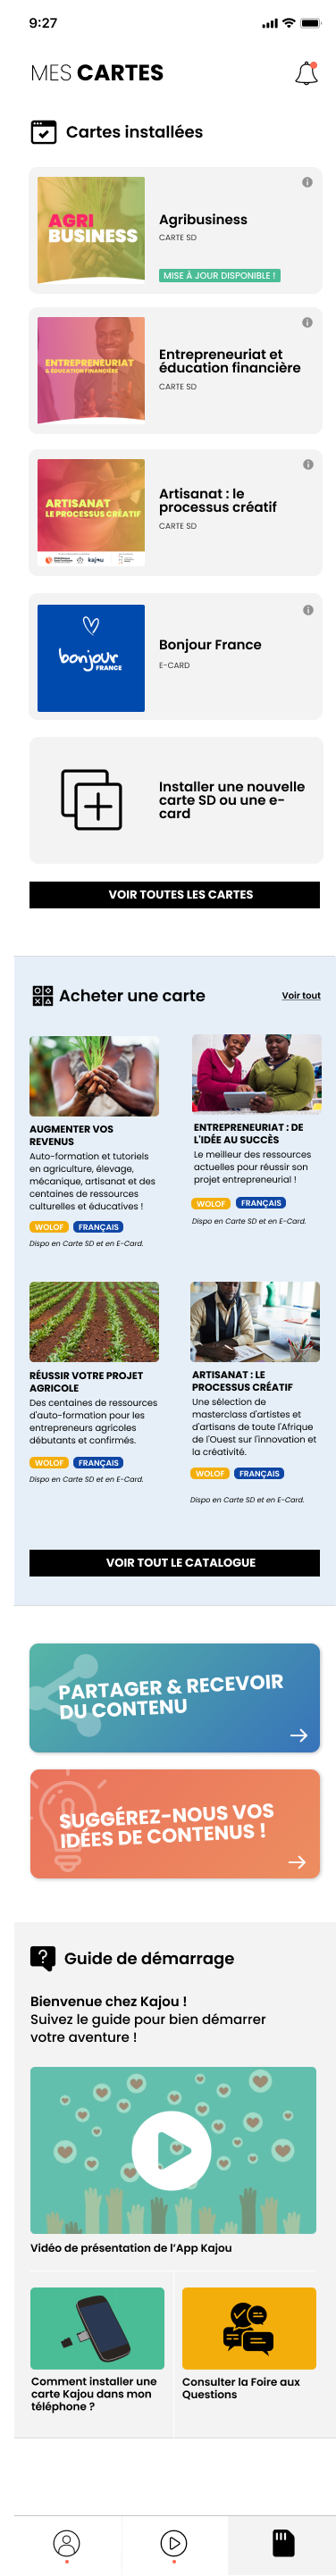 9:27
MES CARTES
Cartes installées
AGRI
BUSINESS
Agribusiness
CARTE SD
MISE À JOUR DISPONIBLE !
ENTREPRENEURIAT
& ÉDUCATION FINANCIÈRE
Entrepreneuriat et
éducation financière
CARTE SD
ARTISANAT
LE PROCESSUS CRÉATIF
kajou
Artisanat : le
processus créatif
CARTE SD
bonjour
FRANCE
Bonjour France
E-CARD
Installer une nouvelle
carte SD ou une e-
card
VOIR TOUTES LES CARTES
Acheter une carte
Voir tout
AUGMENTER VOS
REVENUS
Auto-formation et tutoriels
en agriculture, élevage,
mécanique, artisanat et des
centaines de ressources
culturelles et éducatives !
WOLOF FRANÇAIS
Dispo en Carte SD et en E-Card.
ENTREPRENEURIAT : DE
L'IDÉE AU SUCCÈS
Le meilleur des ressources
actuelles pour réussir son
projet entrepreneurial !
WOLOF FRANÇAIS
Dispo en Carte SD et en E-Card.
RÉUSSIR VOTRE PROJET
AGRICOLE
Des centaines de ressources
d'auto-formation pour les
entrepreneurs agricoles
débutants et confirmés.
WOLOF FRANÇAIS
Dispo en Carte SD et en E-Card.
ARTISANAT : LE
PROCESSUS CRÉATIF
Une sélection de
masterclass d'artistes et
d'artisans de toute l'Afrique
de l'Ouest sur l'innovation et
la créativité.
WOLOF FRANÇAIS
Dispo en Carte SD et en E-Card.
VOIR TOUT LE CATALOGUE
PARTAGER & RECEVOIR
DU CONTENU
SUGGÉREZ-NOUS VOS
IDÉES DE CONTENUS !
Guide de démarrage
Bienvenue chez Kajou !
Suivez le guide pour bien démarrer
votre aventure !
Vidéo de présentation de l'App Kajou
Comment installer une
carte Kajou dans mon
téléphone ?
Consulter la Foire aux
Questions